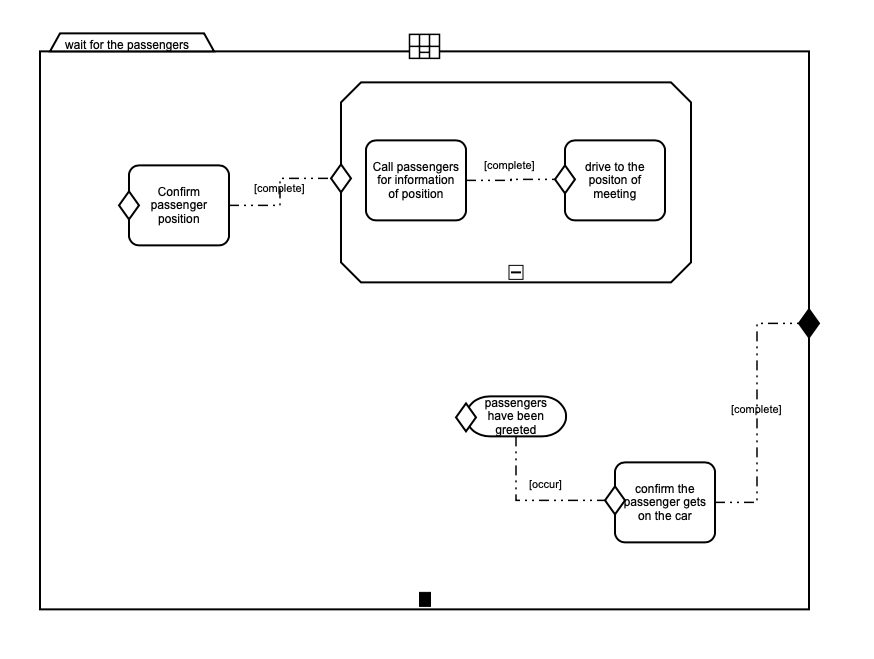 wait for the passengers
Confirm
passenger
position
[complete]
Call passengers
for information
of position
[complete]
drive to the
positon of
meeting
passengers
have been
greeted
[occur]
confirm the
passenger gets
on the car
[complete]